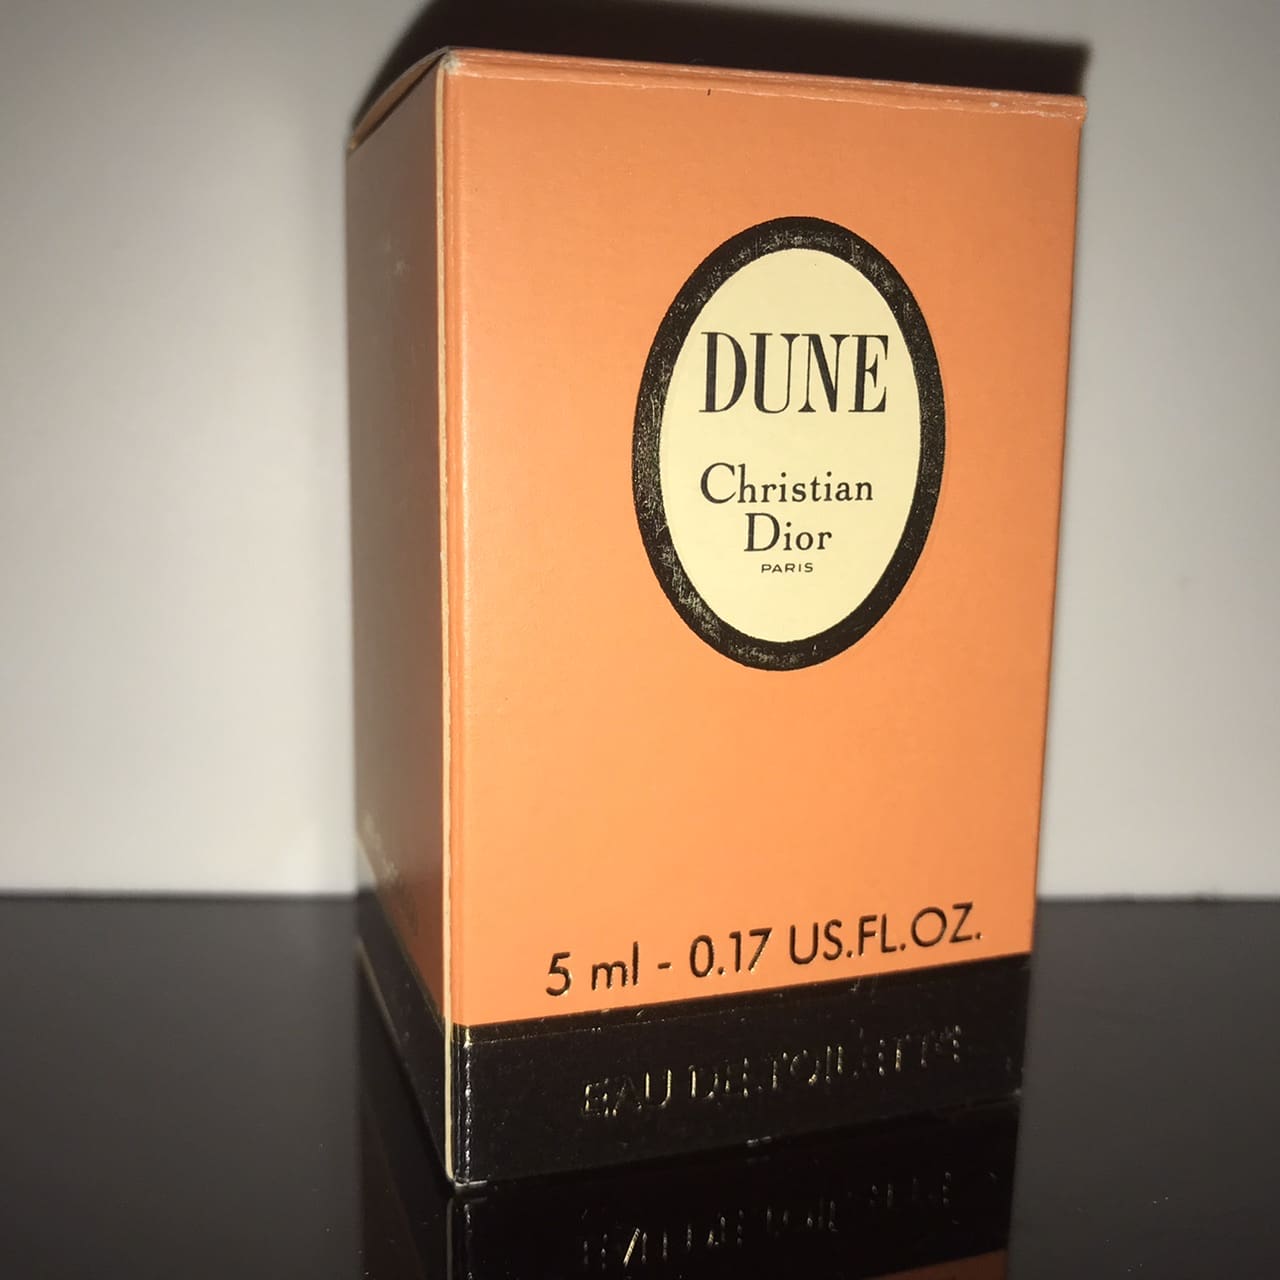 DUNE
Christian
Dior
PARIS
5 ml - 0.17 US.FL.OZ.
EAU DE TOILETTE